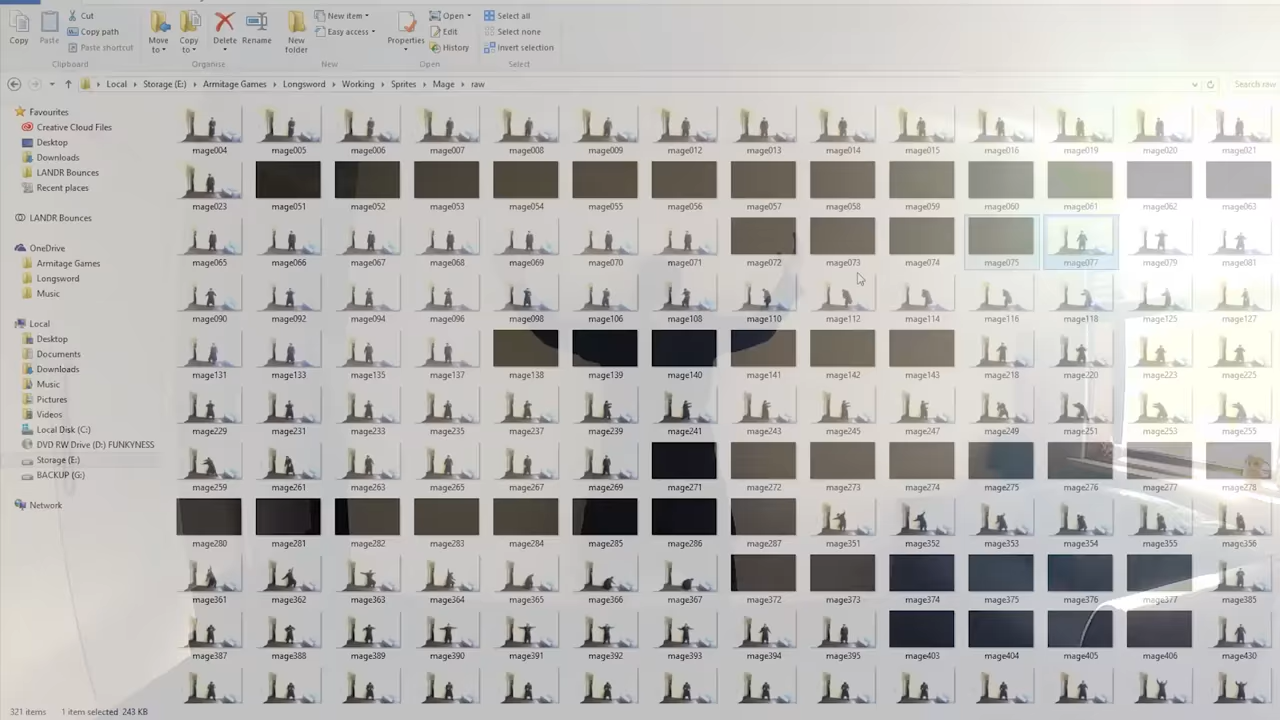 Cut
Copy path
Paste shortcut
Copy
Paste
Clipboard
Move to
Copy to
Delete
Rename
Organise
New item
Easy access
New folder
New
Properties
Open
Edit
History
Open
Select all
Select none
Invert selection
Select
Local Storage (E:) Armitage Games Longsword Working Sprites Mage raw
Search raw
Favourites
Creative Cloud Files
Desktop
Downloads
LANDR Bounces
Recent places
LANDR Bounces
OneDrive
Armitage Games
Longsword
Music
Local
Desktop
Documents
Downloads
Music
Pictures
Videos
Local Disk (C:)
DVD RW Drive (D:) FUNKYNESS
Storage (E:)
BACKUP (G:)
Network
mage004 mage005 mage006 mage007 mage008 mage009 mage012 mage013 mage014 mage015 mage016 mage019 mage020 mage021
mage023 mage051 mage052 mage053 mage054 mage055 mage056 mage057 mage058 mage059 mage060 mage061 mage062 mage063
mage065 mage066 mage067 mage068 mage069 mage070 mage071 mage072 mage073 mage074 mage075 mage077 mage079 mage081
mage090 mage092 mage094 mage096 mage098 mage106 mage108 mage110 mage112 mage114 mage116 mage118 mage125 mage127
mage131 mage133 mage135 mage137 mage138 mage139 mage140 mage141 mage142 mage143 mage218 mage220 mage223 mage225
mage229 mage231 mage233 mage235 mage237 mage239 mage241 mage243 mage245 mage247 mage249 mage251 mage253 mage255
mage259 mage261 mage263 mage265 mage267 mage269 mage271 mage272 mage273 mage274 mage275 mage276 mage277 mage278
mage280 mage281 mage282 mage283 mage284 mage285 mage286 mage287 mage351 mage352 mage353 mage354 mage355 mage356
mage361 mage362 mage363 mage364 mage365 mage366 mage367 mage372 mage373 mage374 mage375 mage376 mage377 mage385
mage387 mage388 mage389 mage390 mage391 mage392 mage393 mage394 mage395 mage403 mage404 mage405 mage406 mage430
321 items 1 item selected 243 KB